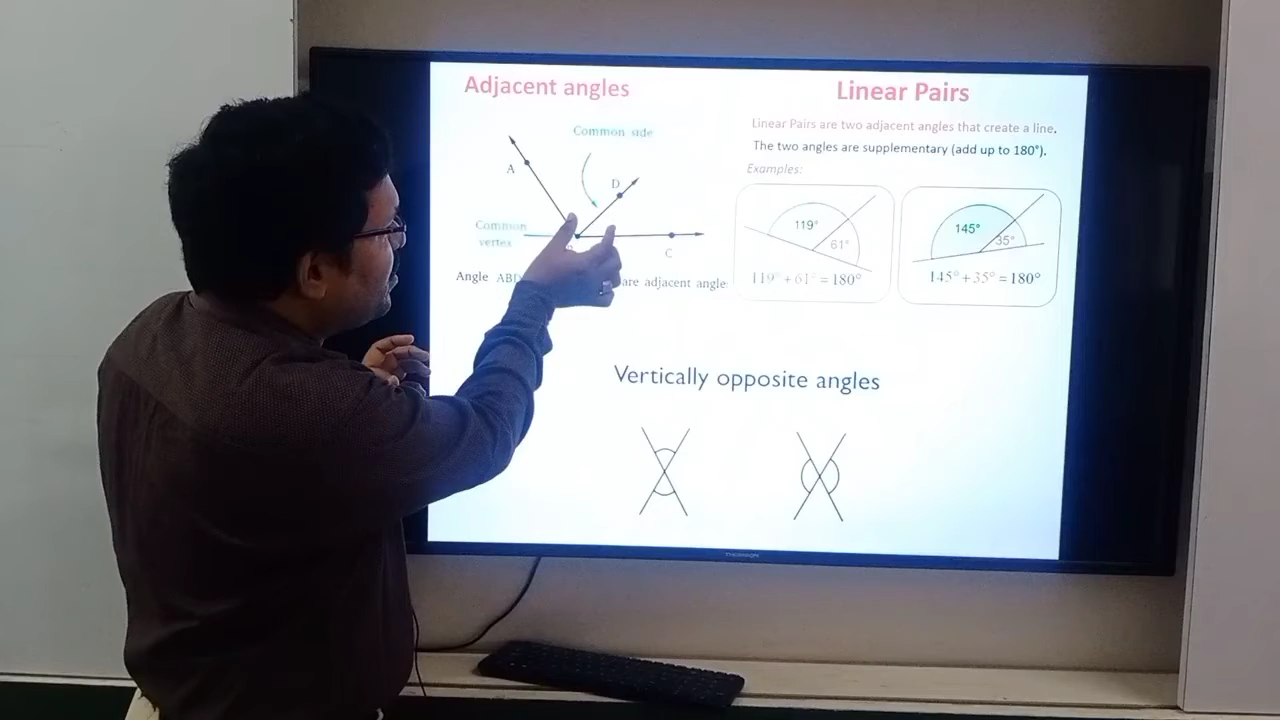 Adjacent angles
Common side
A
D
Common
vertex
C
Angle ABD are adjacent angle
Linear Pairs
Linear Pairs are two adjacent angles that create a line.
The two angles are supplementary (add up to 180°).
Examples:
119°
61°
119° + 61° = 180°
145°
35°
145° + 35° = 180°
Vertically opposite angles
THOMSON